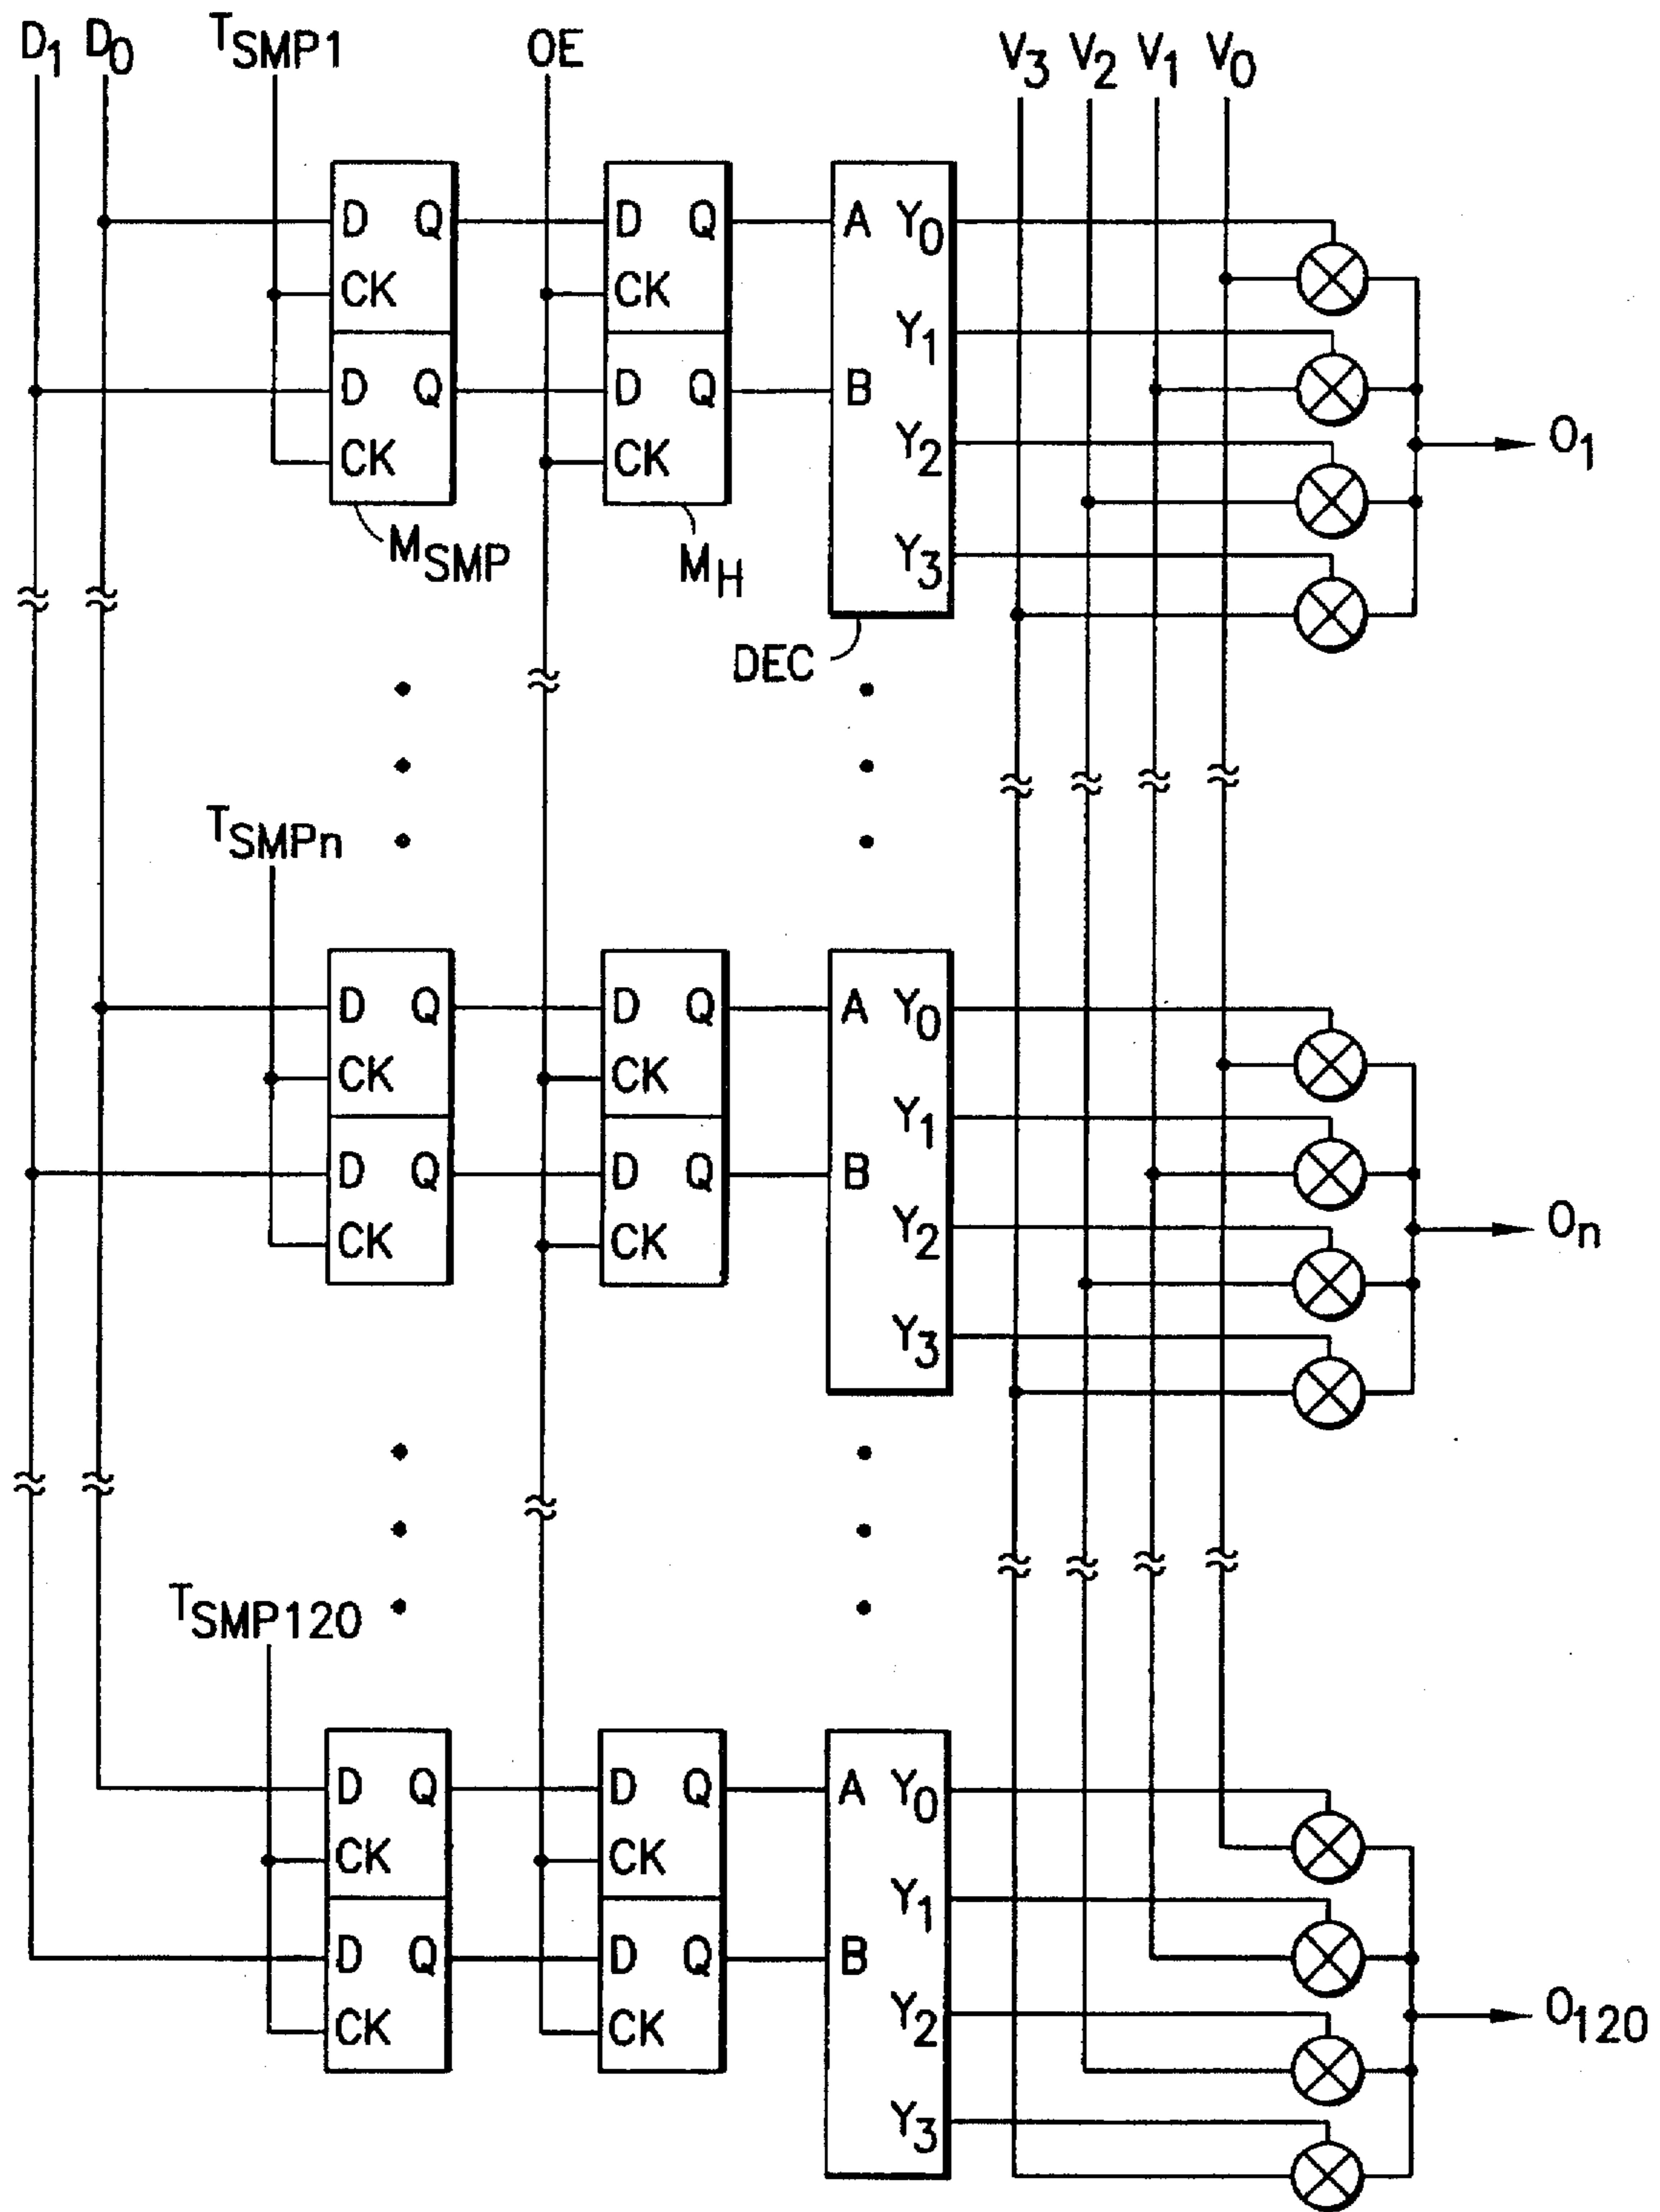 D1 D0 TSMP1 OE V3 V2 V1 V0
D Q D Q A Y0
CK CK
Y1
D Q D Q B
CK CK Y2
O1
MSMP MH Y3
DEC
TSMPn
D Q D Q A Y0
CK CK
Y1
D Q D Q B
CK CK Y2
On
Y3
TSMP120
D Q D Q A Y0
CK CK
Y1
D Q D Q B
CK CK Y2
O120
Y3